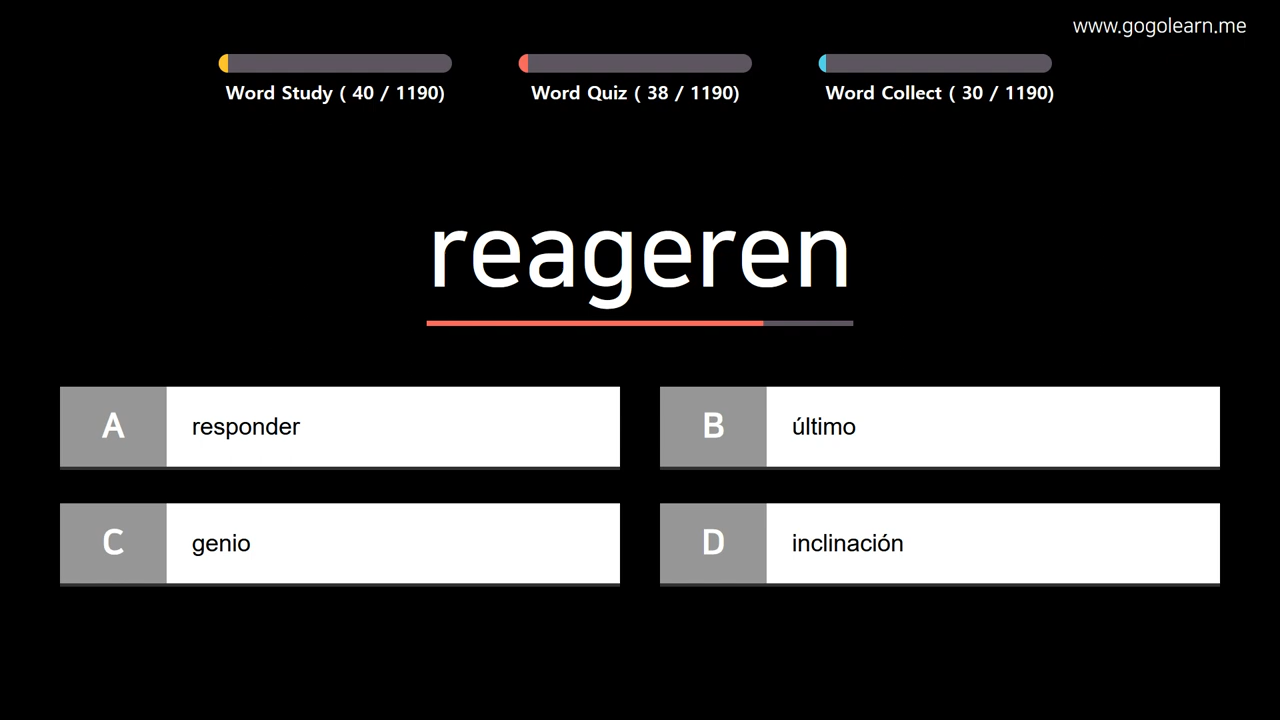 www.gogolearn.me
Word Study ( 40 / 1190)
Word Quiz ( 38 / 1190)
Word Collect ( 30 / 1190)
reageren
A responder
B último
C genio
D inclinación